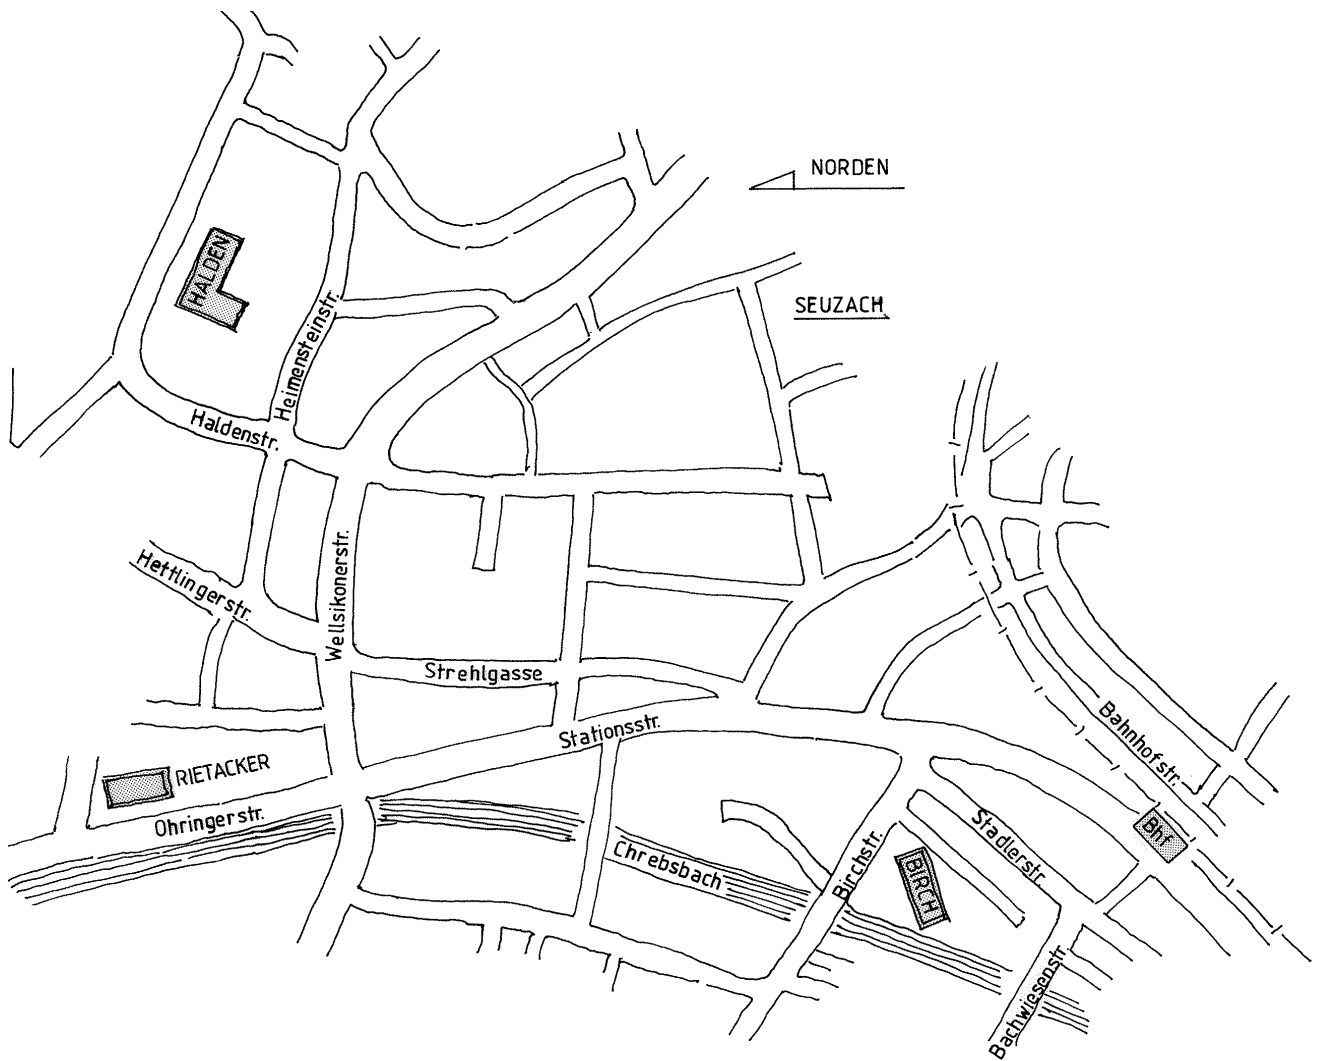 NORDEN
HALDEN
SEUZACH
Heimensteinstr.
Haldenstr.
Hettlingerstr.
Wellsikonerstr.
Strehlgasse
Stationsstr.
Bahnhofstr.
RIETACKER
Ohringerstr.
Chrebsbach
Birchstr.
BIRCH
Stadlerstr.
Bhf
Bachwiesenstr.